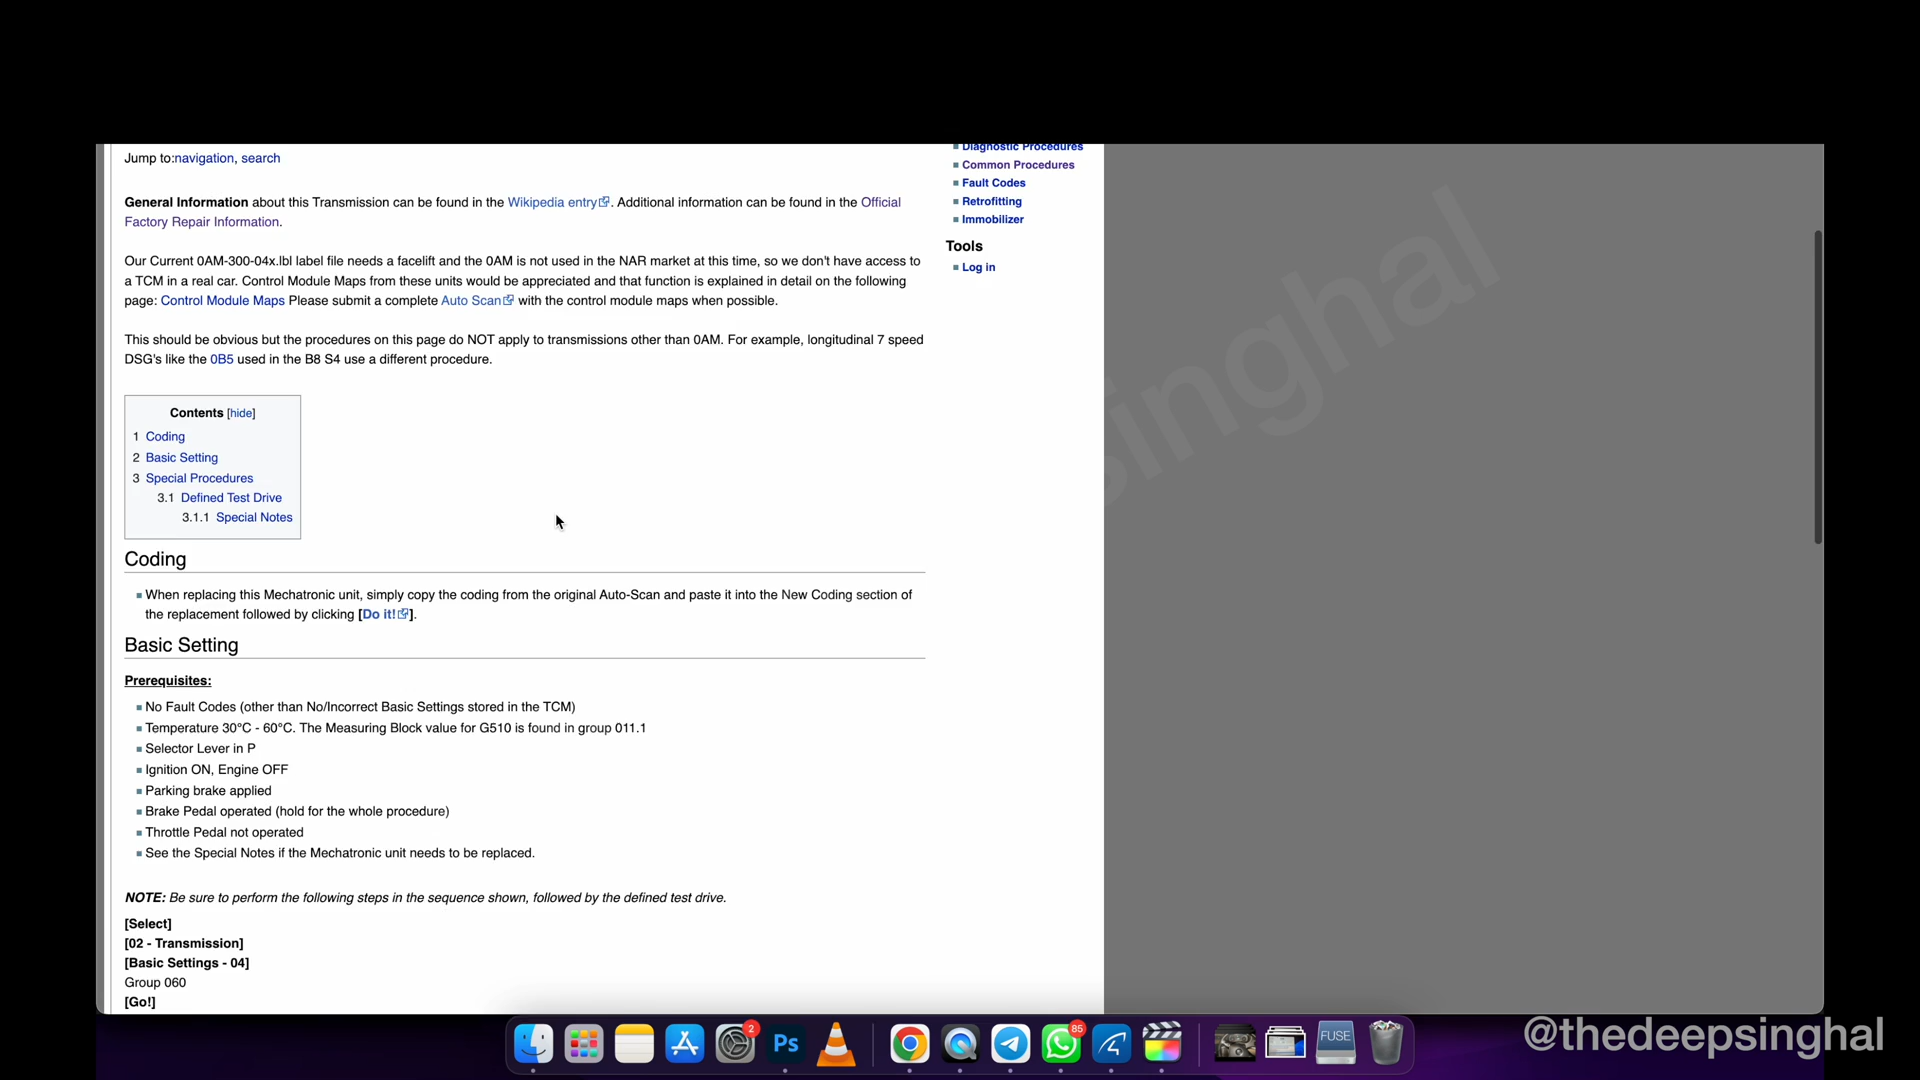 Jump to:navigation, search
General Information about this Transmission can be found in the Wikipedia entry. Additional information can be found in the Official
Factory Repair Information.
Our Current 0AM-300-04x.lbl label file needs a facelift and the 0AM is not used in the NAR market at this time, so we don't have access to
a TCM in a real car. Control Module Maps from these units would be appreciated and that function is explained in detail on the following
page: Control Module Maps Please submit a complete Auto Scan with the control module maps when possible.
This should be obvious but the procedures on this page do NOT apply to transmissions other than 0AM. For example, longitudinal 7 speed
DSG's like the 0B5 used in the B8 S4 use a different procedure.
Contents [hide]
1 Coding
2 Basic Setting
3 Special Procedures
3.1 Defined Test Drive
3.1.1 Special Notes
Coding
When replacing this Mechatronic unit, simply copy the coding from the original Auto-Scan and paste it into the New Coding section of
the replacement followed by clicking [Do it!].
Basic Setting
Prerequisites:
No Fault Codes (other than No/Incorrect Basic Settings stored in the TCM)
Temperature 30°C - 60°C. The Measuring Block value for G510 is found in group 011.1
Selector Lever in P
Ignition ON, Engine OFF
Parking brake applied
Brake Pedal operated (hold for the whole procedure)
Throttle Pedal not operated
See the Special Notes if the Mechatronic unit needs to be replaced.
NOTE: Be sure to perform the following steps in the sequence shown, followed by the defined test drive.
[Select]
[02 - Transmission]
[Basic Settings - 04]
Group 060
[Go!]
Diagnostic Procedures
Common Procedures
Fault Codes
Retrofitting
Immobilizer
Tools
Log in
singhal
2
Ps
85
FUSE
@thedeepsinghal